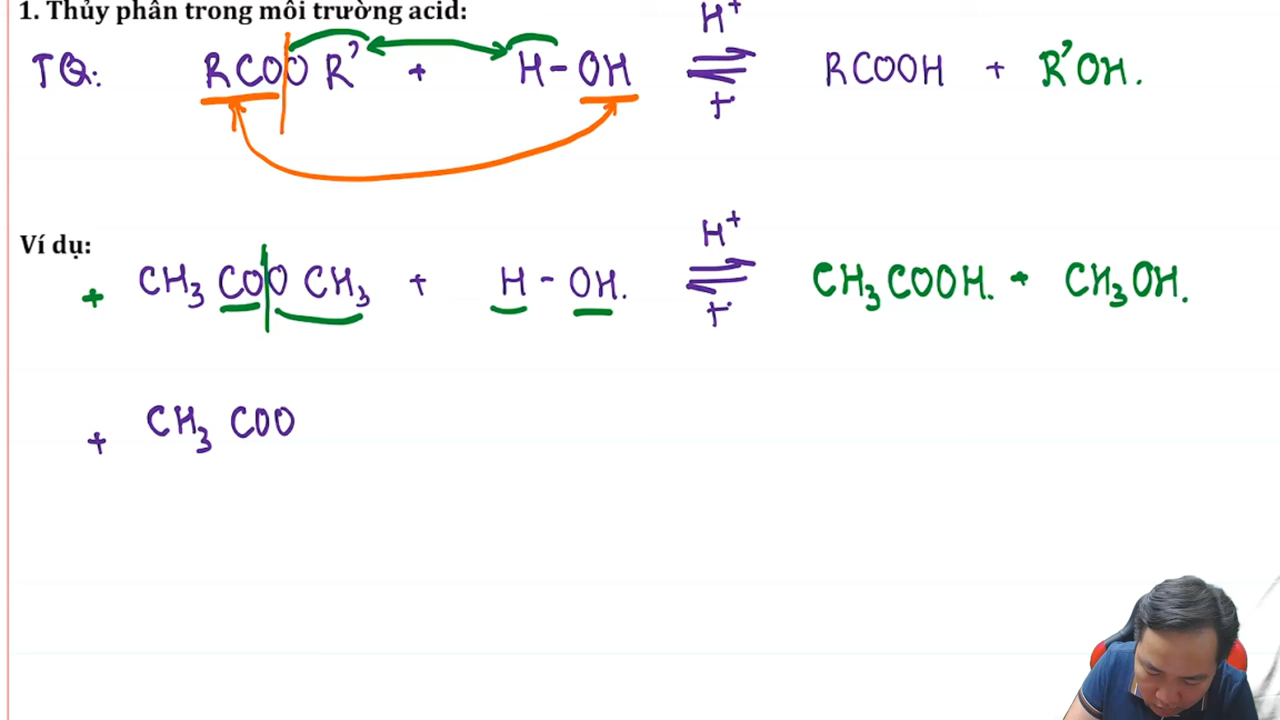 1. Thủy phân trong môi trường acid:
TQ: RCOOR' + H-OH ⇌ (H⁺, t°) RCOOH + R'OH.
Ví dụ:
+ CH₃COOCH₃ + H-OH. ⇌ (H⁺, t°) CH₃COOH. + CH₃OH.
+ CH₃COO